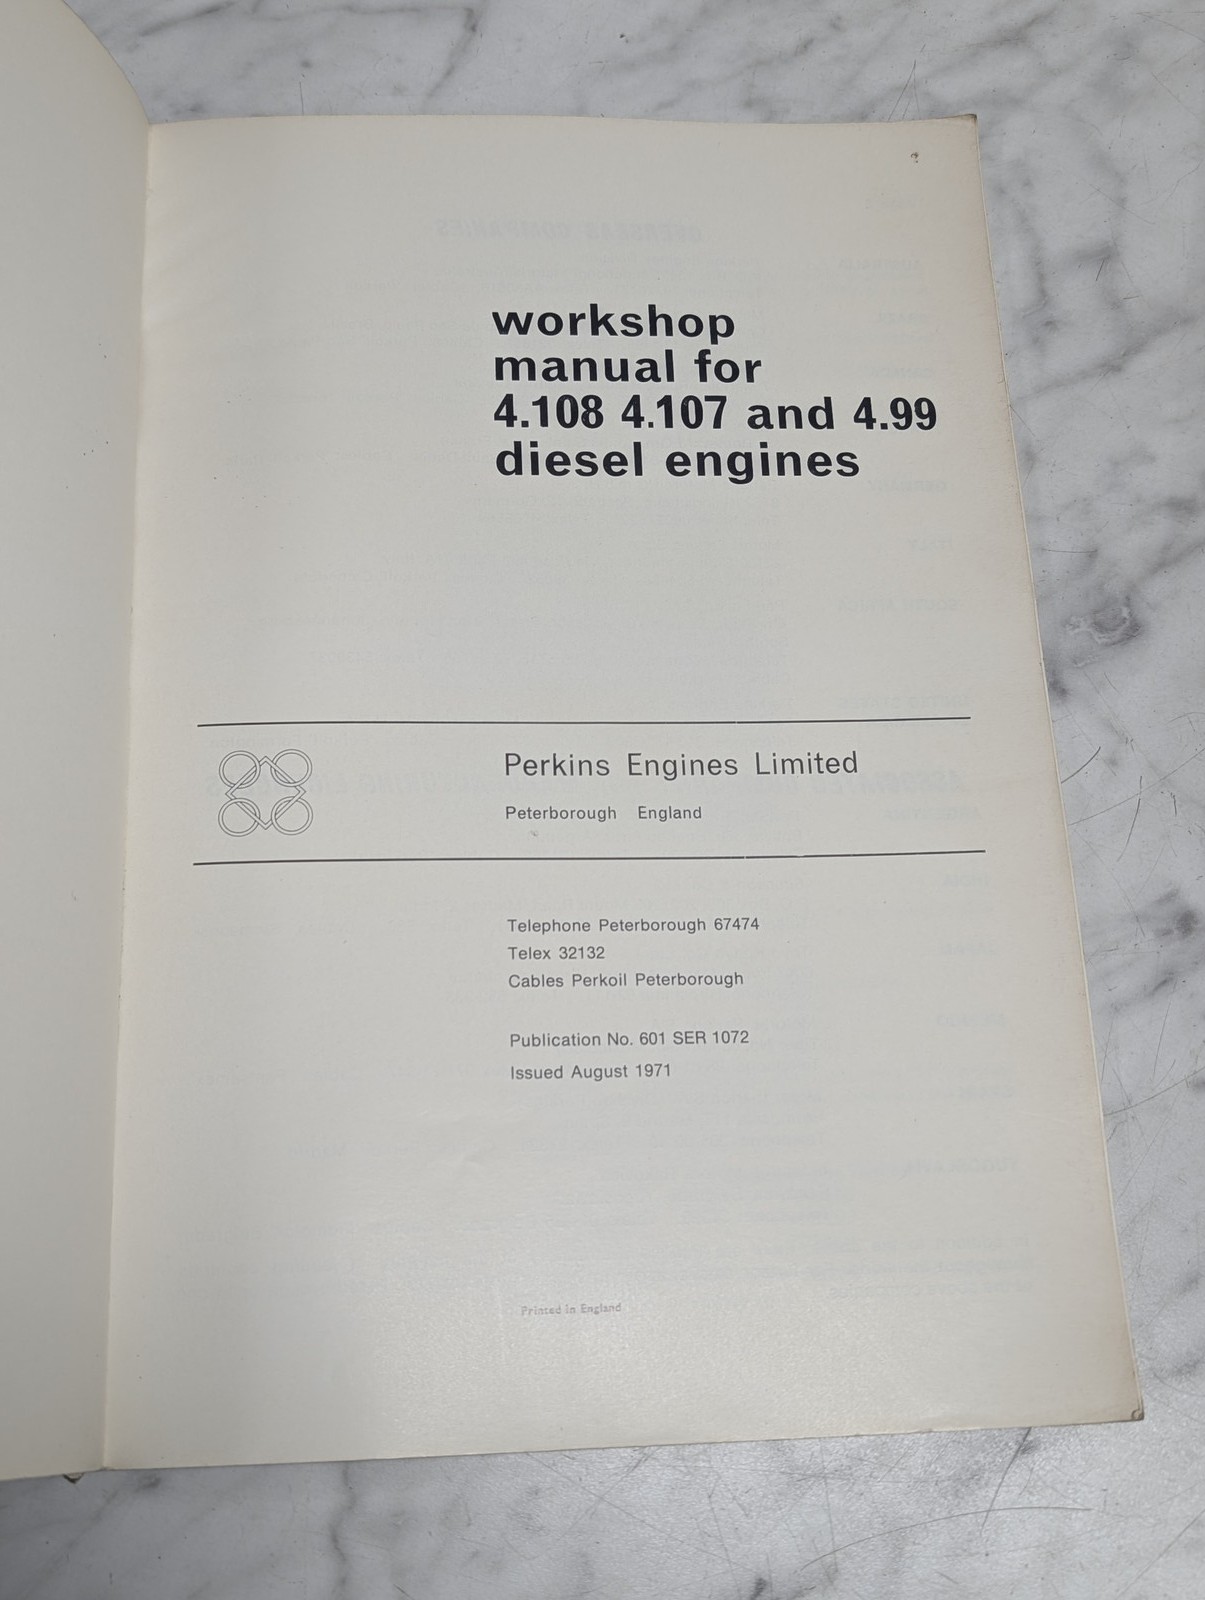 workshop
manual for
4.108 4.107 and 4.99
diesel engines
Perkins Engines Limited
Peterborough England
Telephone Peterborough 67474
Telex 32132
Cables Perkoil Peterborough
Publication No. 601 SER 1072
Issued August 1971
Printed in England